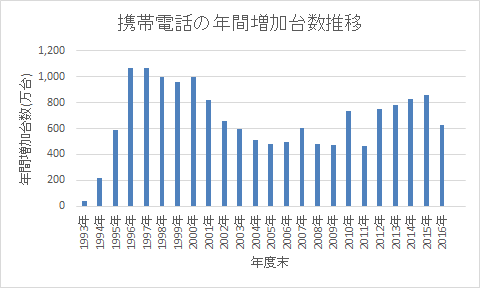 携帯電話の年間増加台数推移
年間増加台数(万台)
1,200
1,000
800
600
400
200
0
1993年
1994年
1995年
1996年
1997年
1998年
1999年
2000年
2001年
2002年
2003年
2004年
2005年
2006年
2007年
2008年
2009年
2010年
2011年
2012年
2013年
2014年
2015年
2016年
年度末